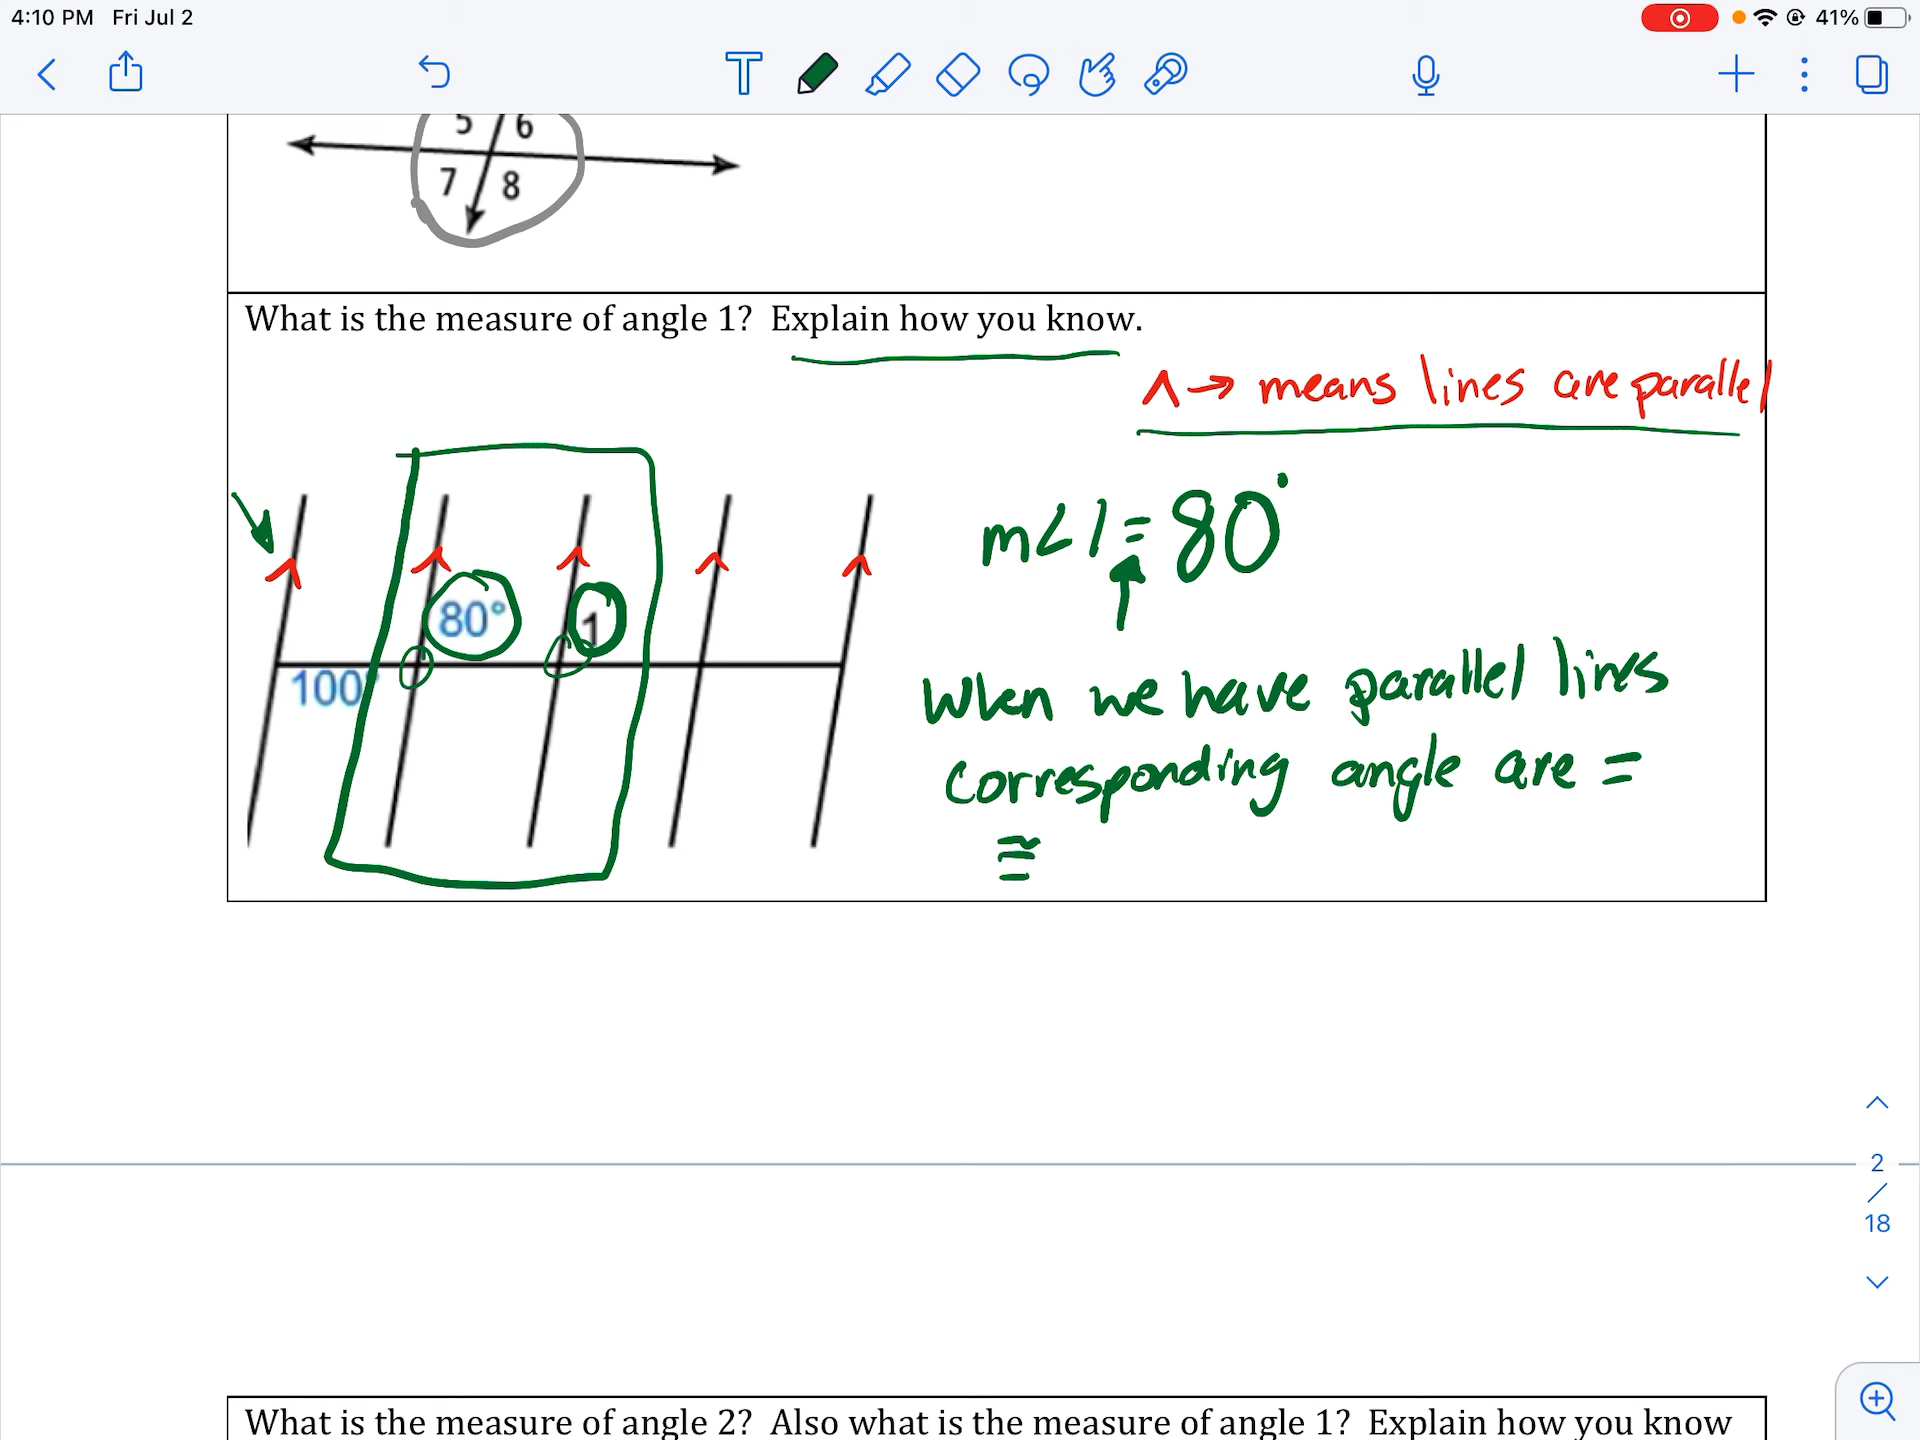 4:10 PM Fri Jul 2
41%
T
5 6
7 8
What is the measure of angle 1? Explain how you know.
^ → means lines are parallel
m∠1 = 80°
80° 1
100°
When we have parallel lines
corresponding angle are =
≅
2
/
18
What is the measure of angle 2? Also what is the measure of angle 1? Explain how you know